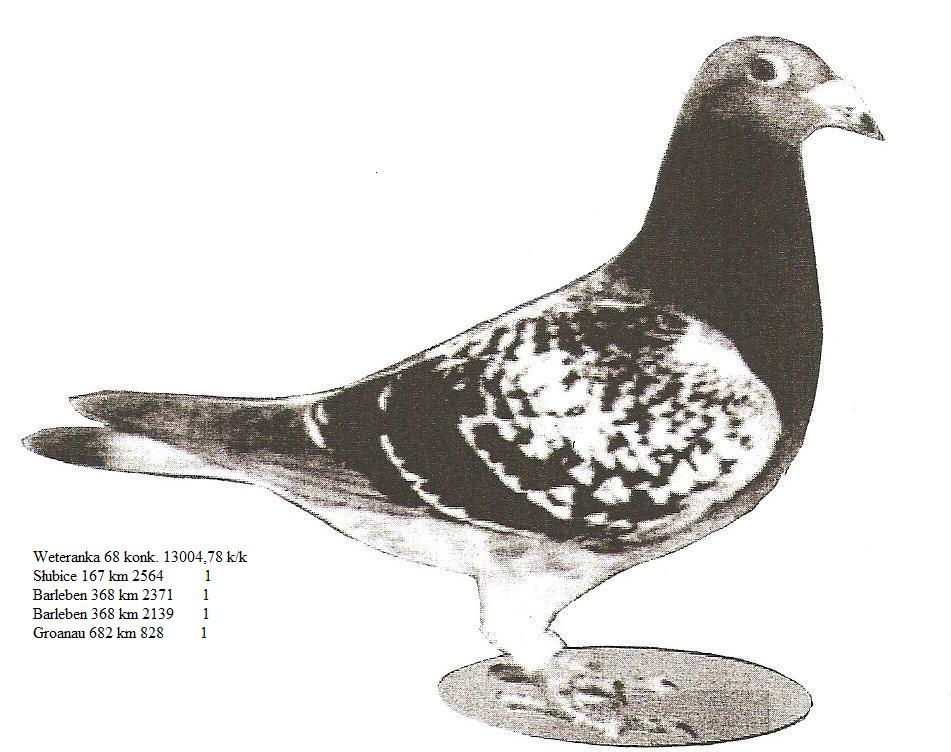 Weteranka 68 konk. 13004,78 k/k
Słubice 167 km 2564 1
Barleben 368 km 2371 1
Barleben 368 km 2139 1
Groanau 682 km 828 1